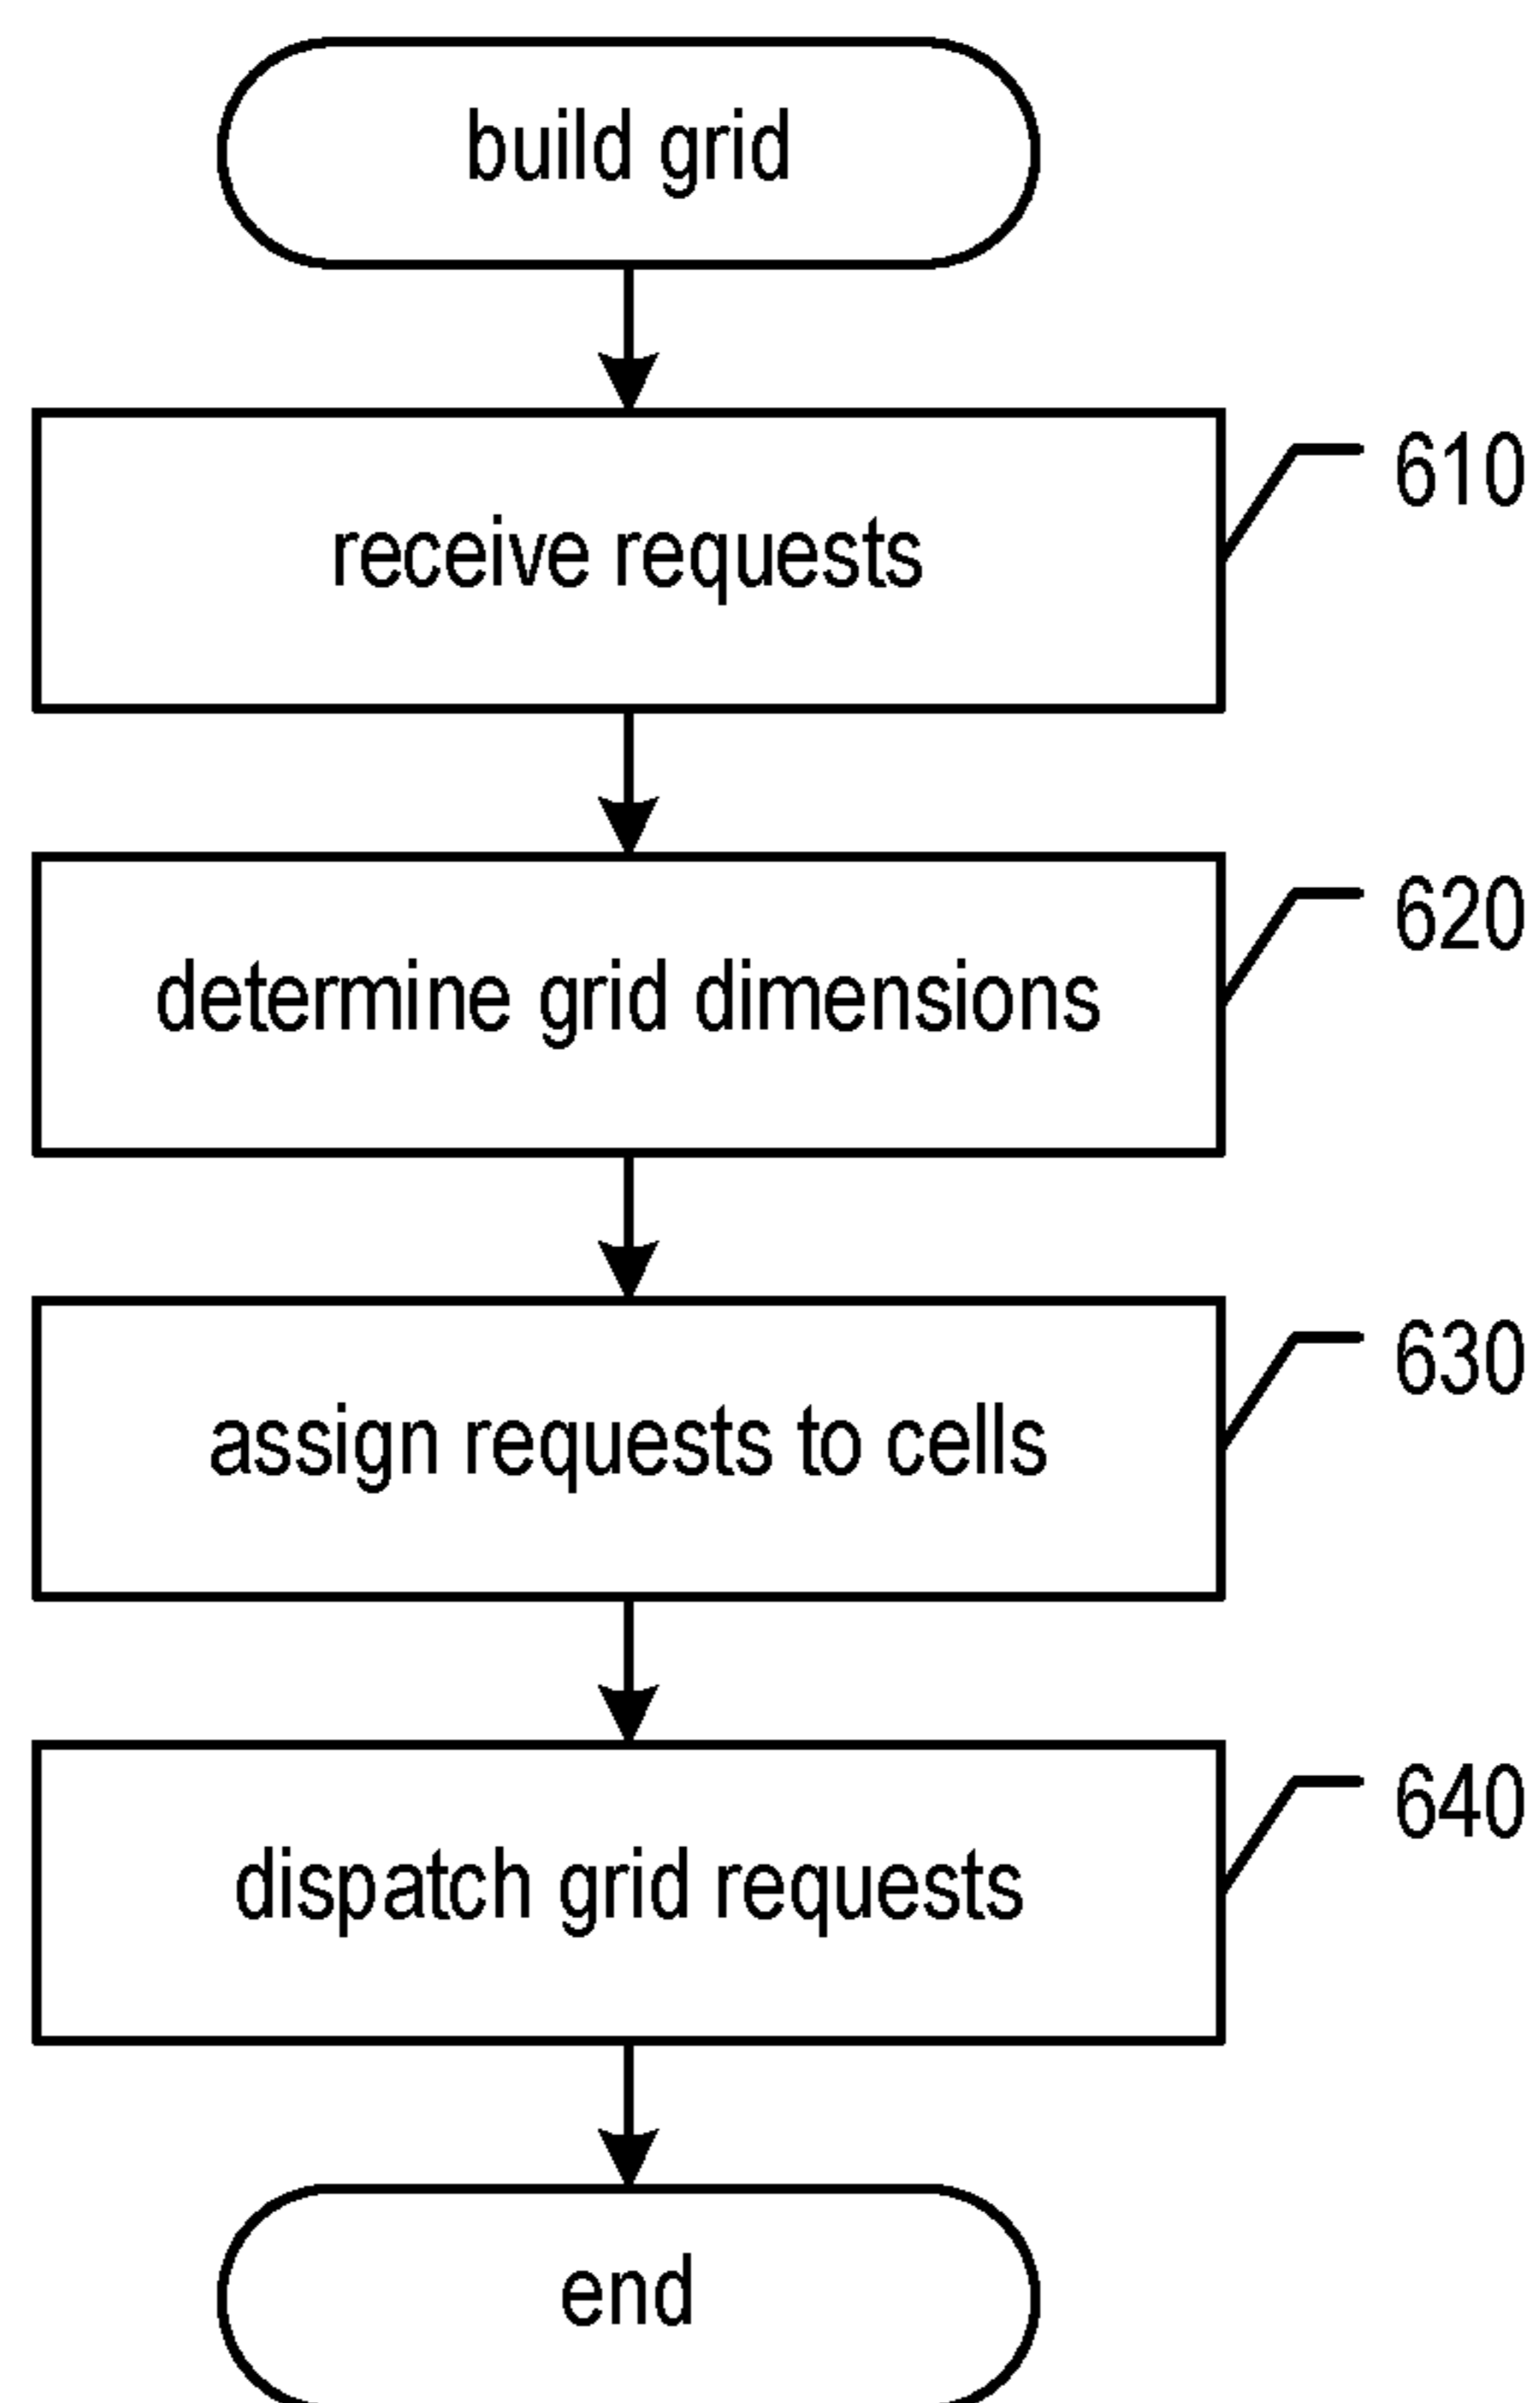 build grid
receive requests
610
determine grid dimensions
620
assign requests to cells
630
dispatch grid requests
640
end